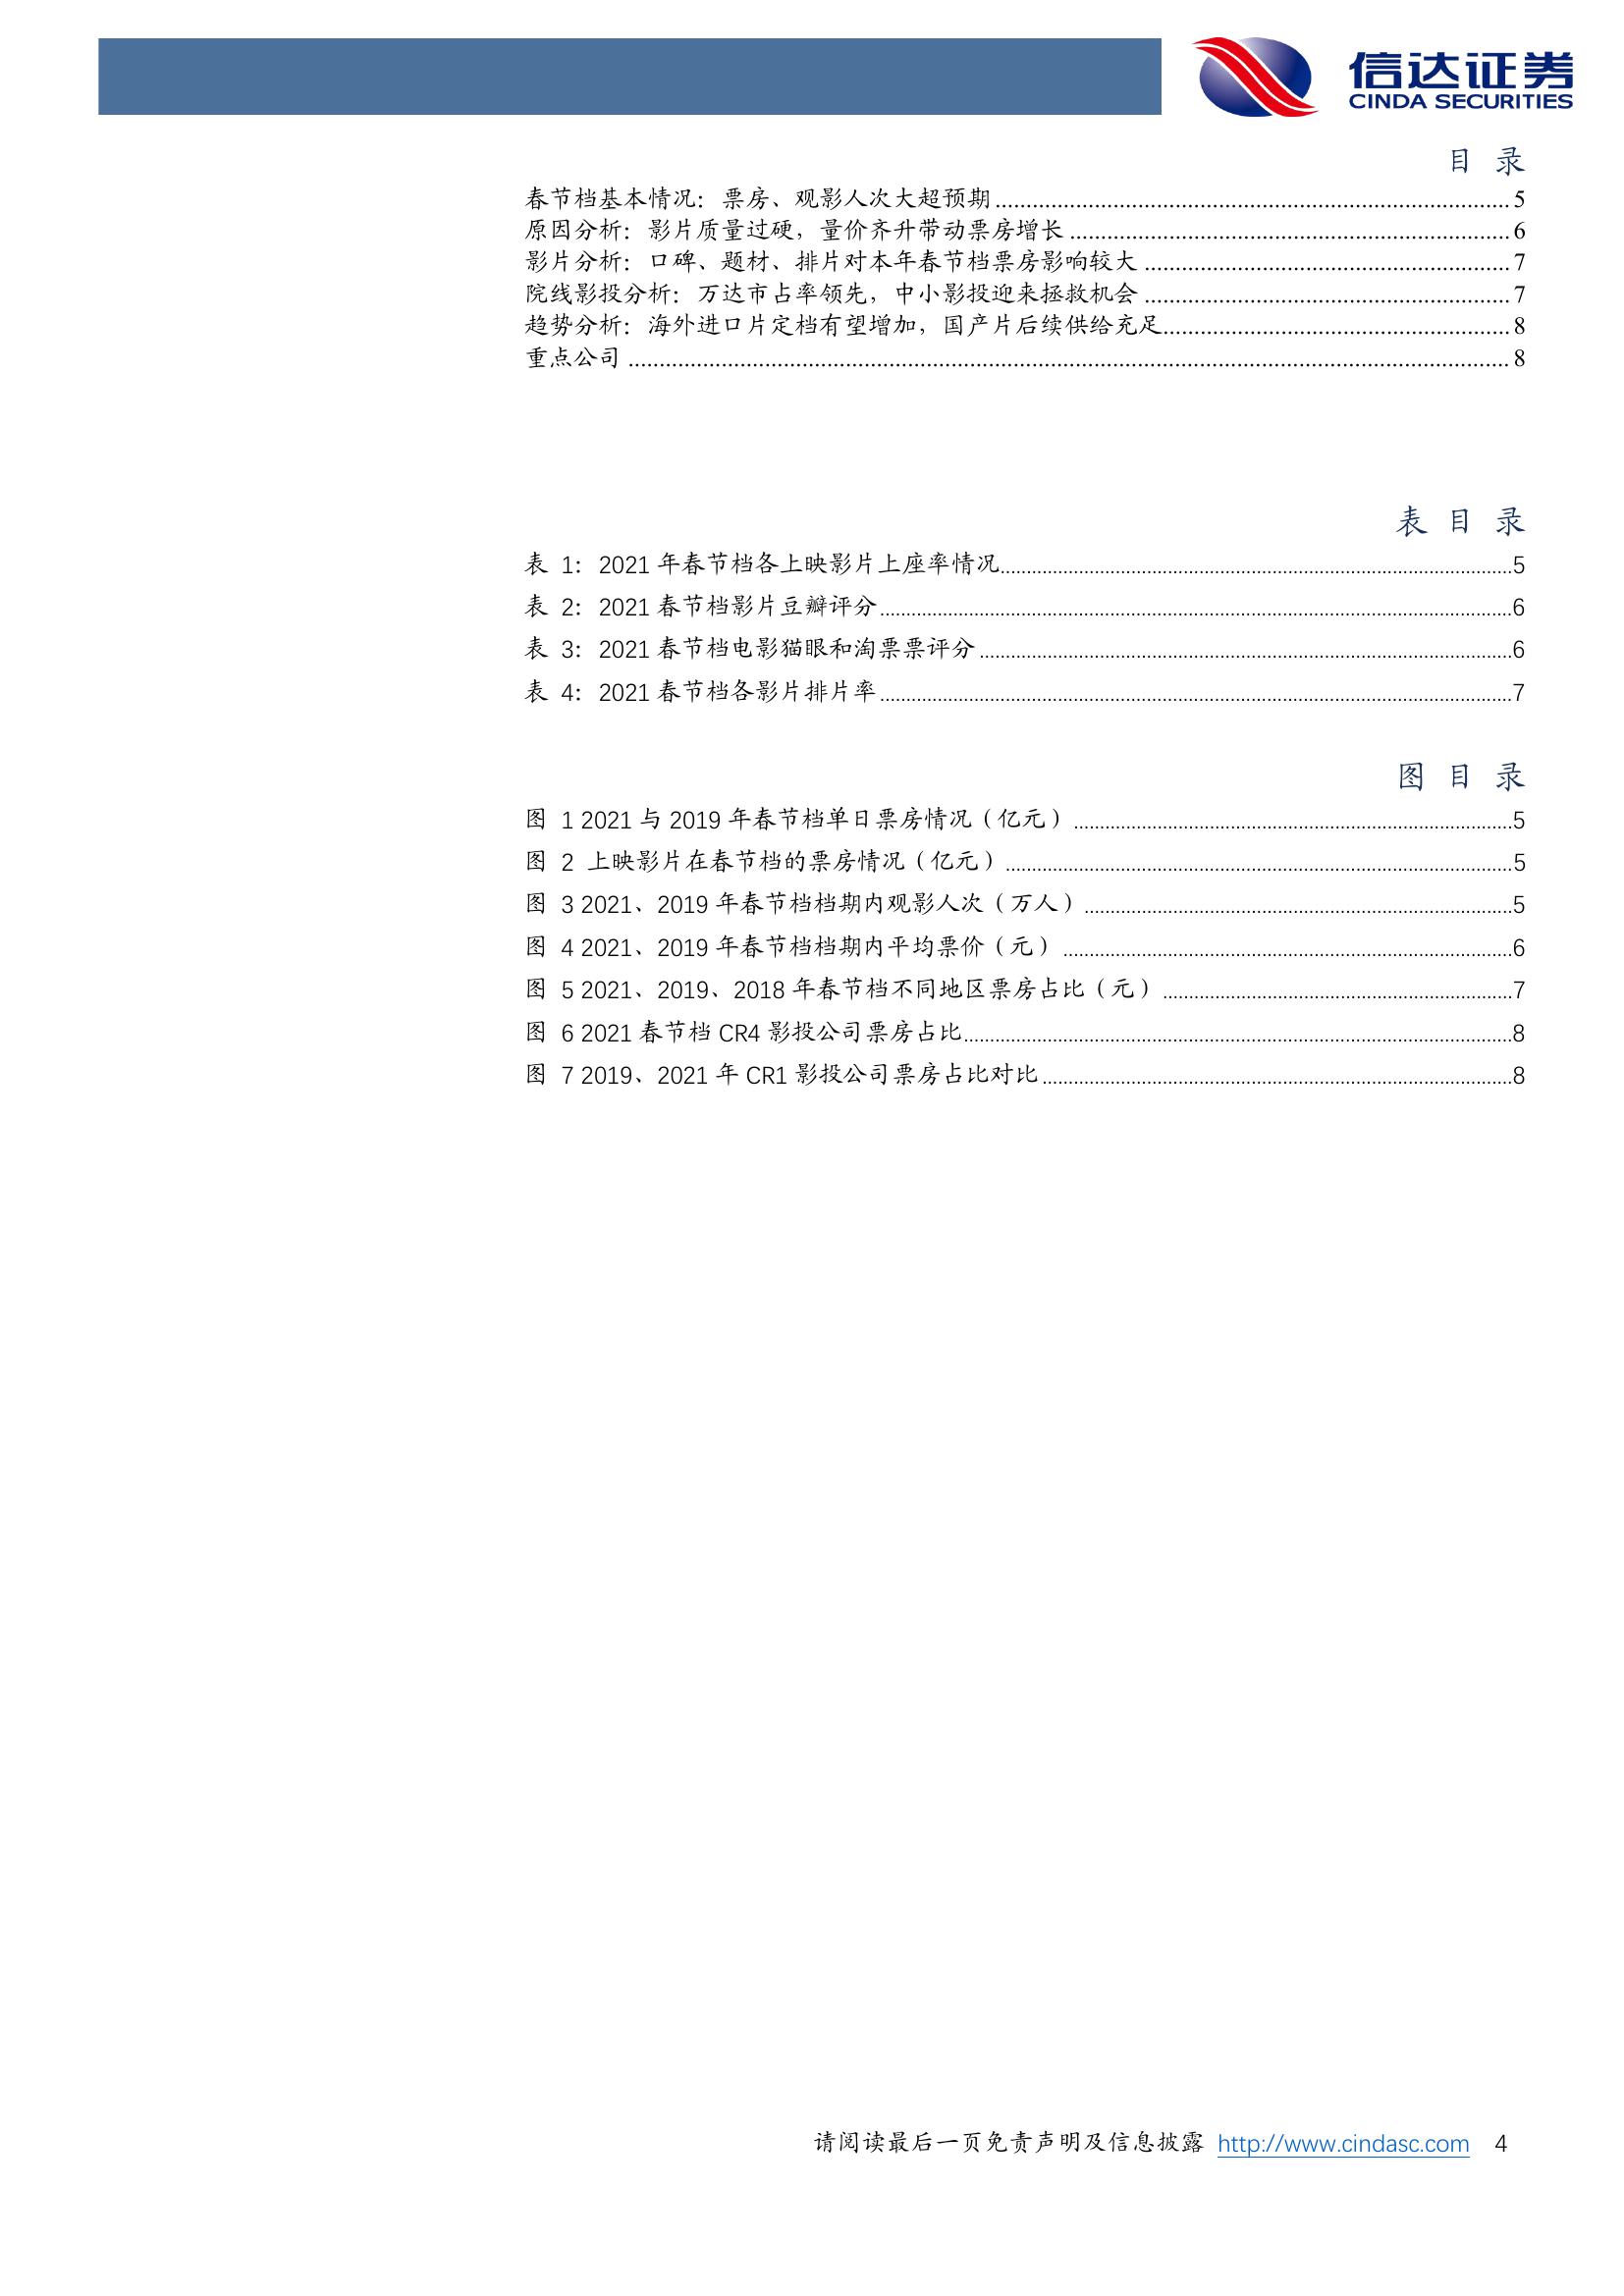 信达证券
CINDA SECURITIES
目 录
春节档基本情况：票房、观影人次大超预期 5
原因分析：影片质量过硬，量价齐升带动票房增长 6
影片分析：口碑、题材、排片对本年春节档票房影响较大 7
院线影投分析：万达市占率领先，中小影投迎来拯救机会 7
趋势分析：海外进口片定档有望增加，国产片后续供给充足 8
重点公司 8
表 目 录
表 1：2021 年春节档各上映影片上座率情况 5
表 2：2021 春节档影片豆瓣评分 6
表 3：2021 春节档电影猫眼和淘票票评分 6
表 4：2021 春节档各影片排片率 7
图 目 录
图 1 2021 与 2019 年春节档单日票房情况（亿元） 5
图 2 上映影片在春节档的票房情况（亿元） 5
图 3 2021、2019 年春节档档期内观影人次（万人） 5
图 4 2021、2019 年春节档档期内平均票价（元） 6
图 5 2021、2019、2018 年春节档不同地区票房占比（元） 7
图 6 2021 春节档 CR4 影投公司票房占比 8
图 7 2019、2021 年 CR1 影投公司票房占比对比 8
请阅读最后一页免责声明及信息披露 http://www.cindasc.com 4